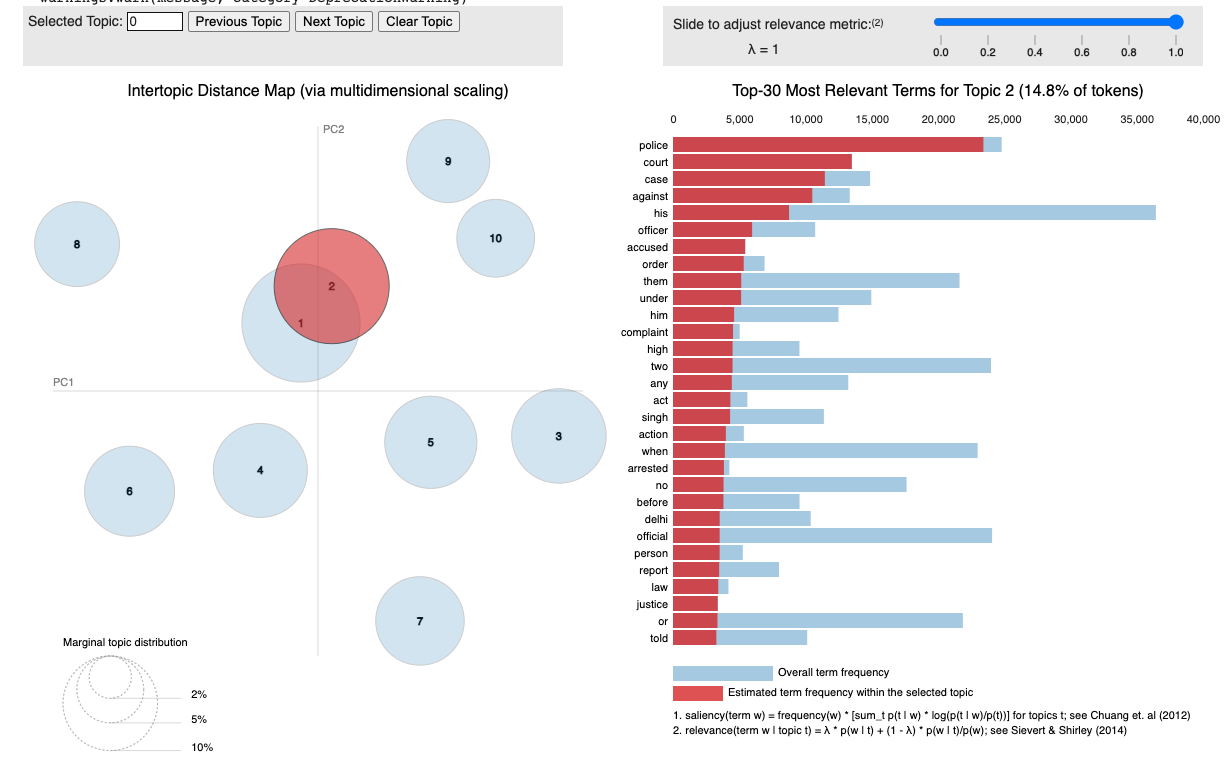 warnings.warn(message, category DeprecationWarning)
Selected Topic: 0 Previous Topic Next Topic Clear Topic
Slide to adjust relevance metric:(2)
λ = 1
0.0 0.2 0.4 0.6 0.8 1.0
Intertopic Distance Map (via multidimensional scaling)
PC2
PC1
9
8
10
2
1
5
3
4
6
7
Marginal topic distribution
2%
5%
10%
Top-30 Most Relevant Terms for Topic 2 (14.8% of tokens)
0 5,000 10,000 15,000 20,000 25,000 30,000 35,000 40,000
police
court
case
against
his
officer
accused
order
them
under
him
complaint
high
two
any
act
singh
action
when
arrested
no
before
delhi
official
person
report
law
justice
or
told
Overall term frequency
Estimated term frequency within the selected topic
1. saliency(term w) = frequency(w) * [sum_t p(t | w) * log(p(t | w)/p(t))] for topics t; see Chuang et. al (2012)
2. relevance(term w | topic t) = λ * p(w | t) + (1 - λ) * p(w | t)/p(w); see Sievert & Shirley (2014)